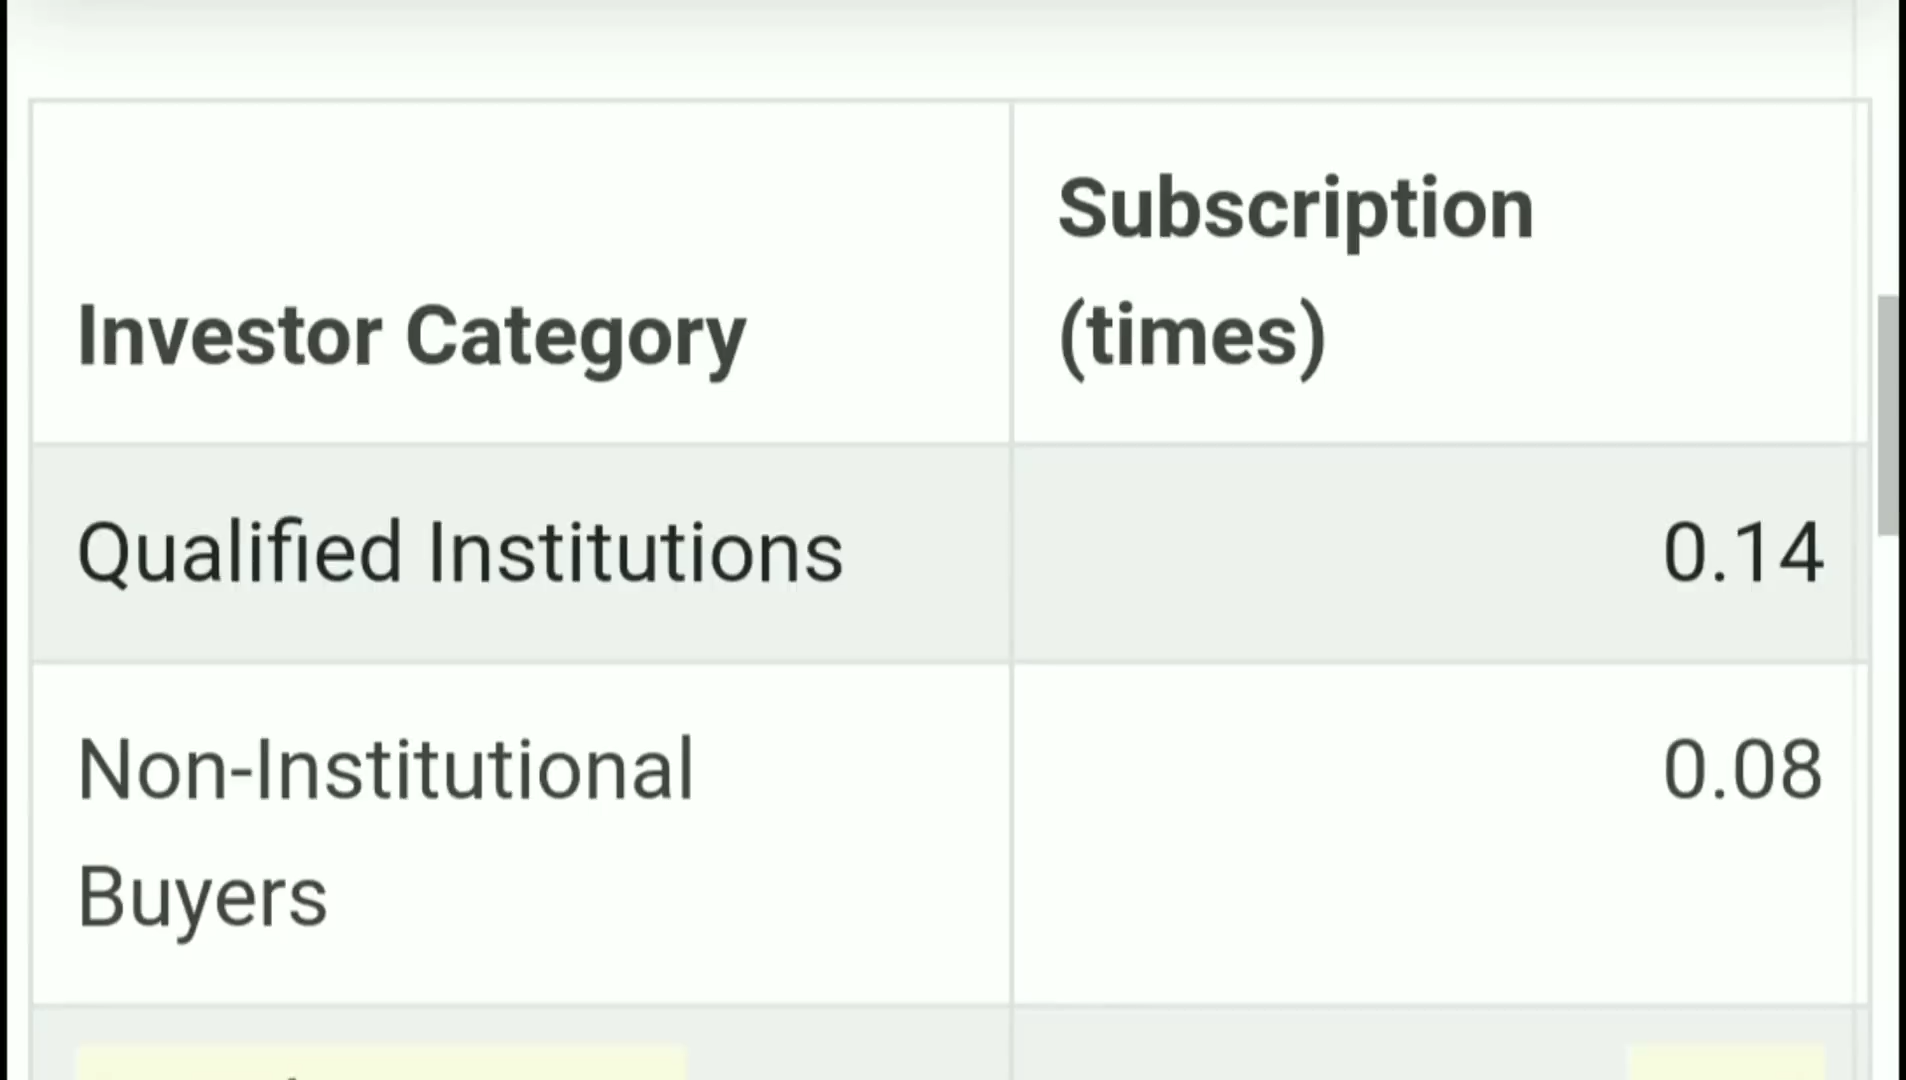 Subscription
(times)
Investor Category
Qualified Institutions
0.14
Non-Institutional
Buyers
0.08